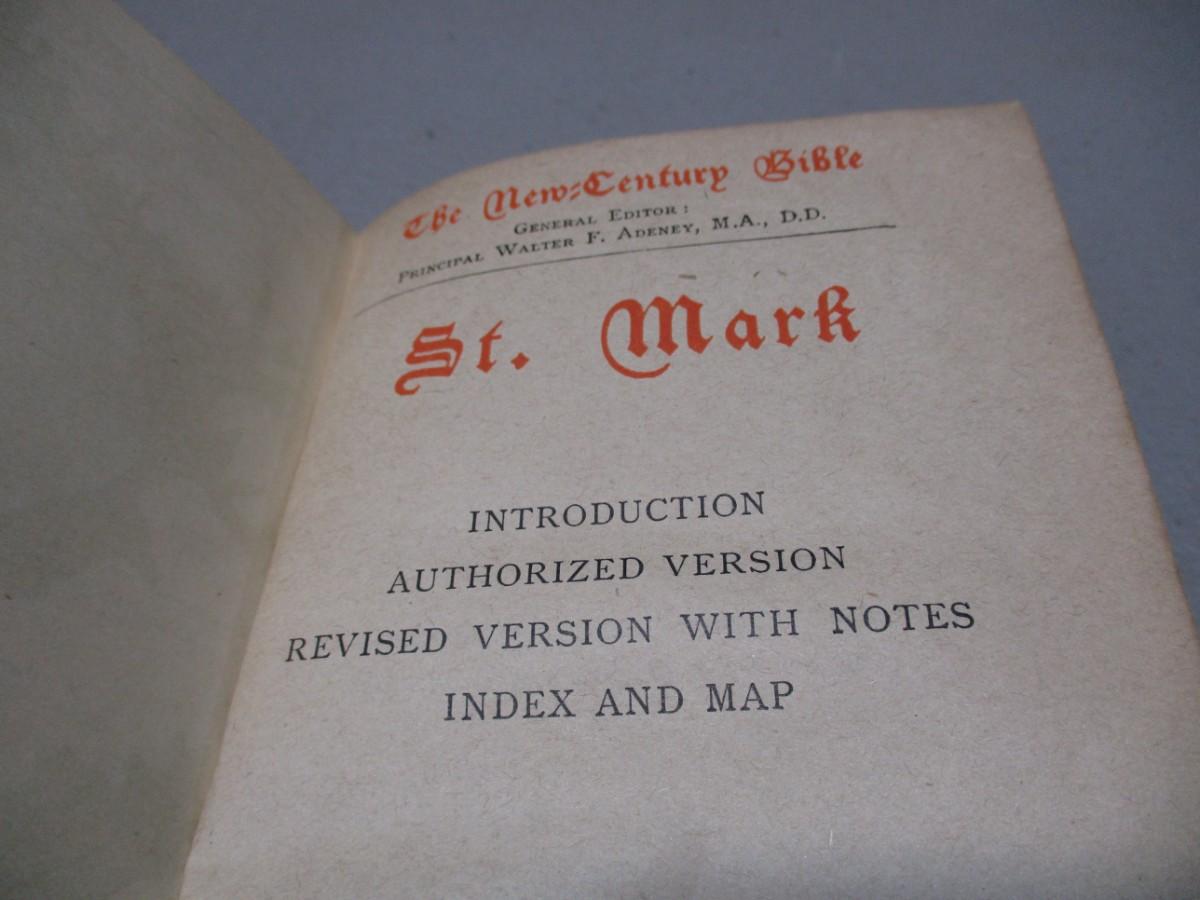 The New-Century Bible
GENERAL EDITOR:
PRINCIPAL WALTER F. ADENEY, M.A., D.D.
St. Mark
INTRODUCTION
AUTHORIZED VERSION
REVISED VERSION WITH NOTES
INDEX AND MAP